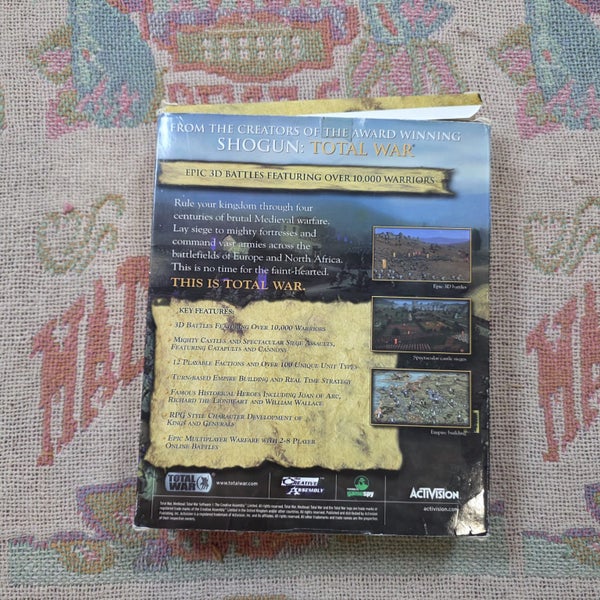 FROM THE CREATORS OF THE AWARD WINNING
SHOGUN: TOTAL WAR
EPIC 3D BATTLES FEATURING OVER 10,000 WARRIORS
Rule your kingdom through four
centuries of brutal Medieval warfare.
Lay siege to mighty fortresses and
command vast armies across the
battlefields of Europe and North Africa.
This is no time for the faint-hearted.
THIS IS TOTAL WAR.
Epic 3D battles
Spectacular castle sieges
Empire building
KEY FEATURES:
3D BATTLES FEATURING OVER 10,000 WARRIORS
MIGHTY CASTLES AND SPECTACULAR SIEGE ASSAULTS,
FEATURING CATAPULTS AND CANNONS
12 PLAYABLE FACTIONS AND OVER 100 UNIQUE UNIT TYPES
TURN-BASED EMPIRE BUILDING AND REAL TIME STRATEGY
FAMOUS HISTORICAL HEROES INCLUDING JOAN OF ARC,
RICHARD THE LIONHEART AND WILLIAM WALLACE
RPG STYLE CHARACTER DEVELOPMENT OF
KINGS AND GENERALS
EPIC MULTIPLAYER WARFARE WITH 2-8 PLAYER
ONLINE BATTLES
TOTAL
WAR
www.totalwar.com
THE CREATIVE
ASSEMBLY
gamespy
ACTIVISION
activision.com